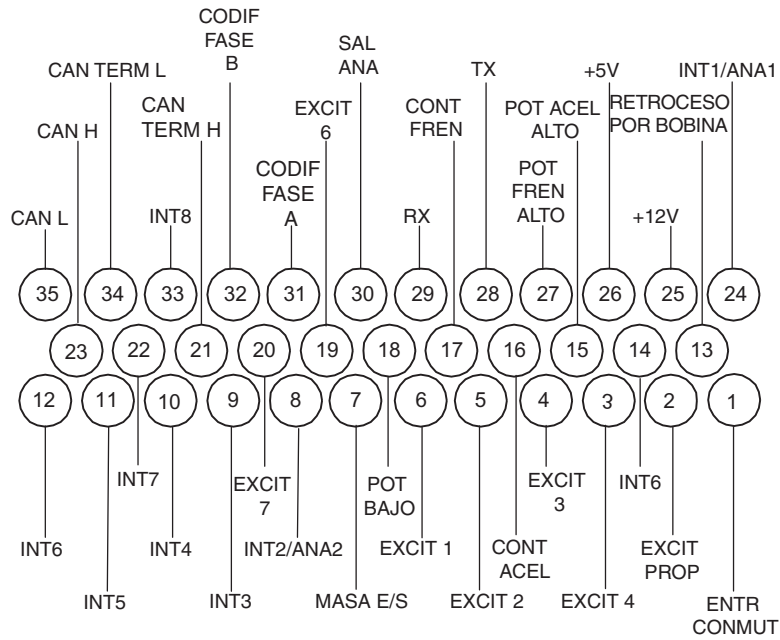 CODIF
FASE
B
SAL
ANA
CAN TERM L
TX
+5V
INT1/ANA1
CAN H
CAN
TERM H
EXCIT
6
CONT
FREN
POT ACEL
ALTO
RETROCESO
POR BOBINA
CODIF
FASE
A
POT
FREN
ALTO
CAN L
INT8
RX
+12V
35 34 33 32 31 30 29 28 27 26 25 24
23 22 21 20 19 18 17 16 15 14 13
12 11 10 9 8 7 6 5 4 3 2 1
INT7
EXCIT
7
POT
BAJO
EXCIT
3
INT6
INT6
INT4
INT2/ANA2
EXCIT 1
CONT
ACEL
EXCIT
PROP
INT5
INT3
MASA E/S
EXCIT 2
EXCIT 4
ENTR
CONMUT